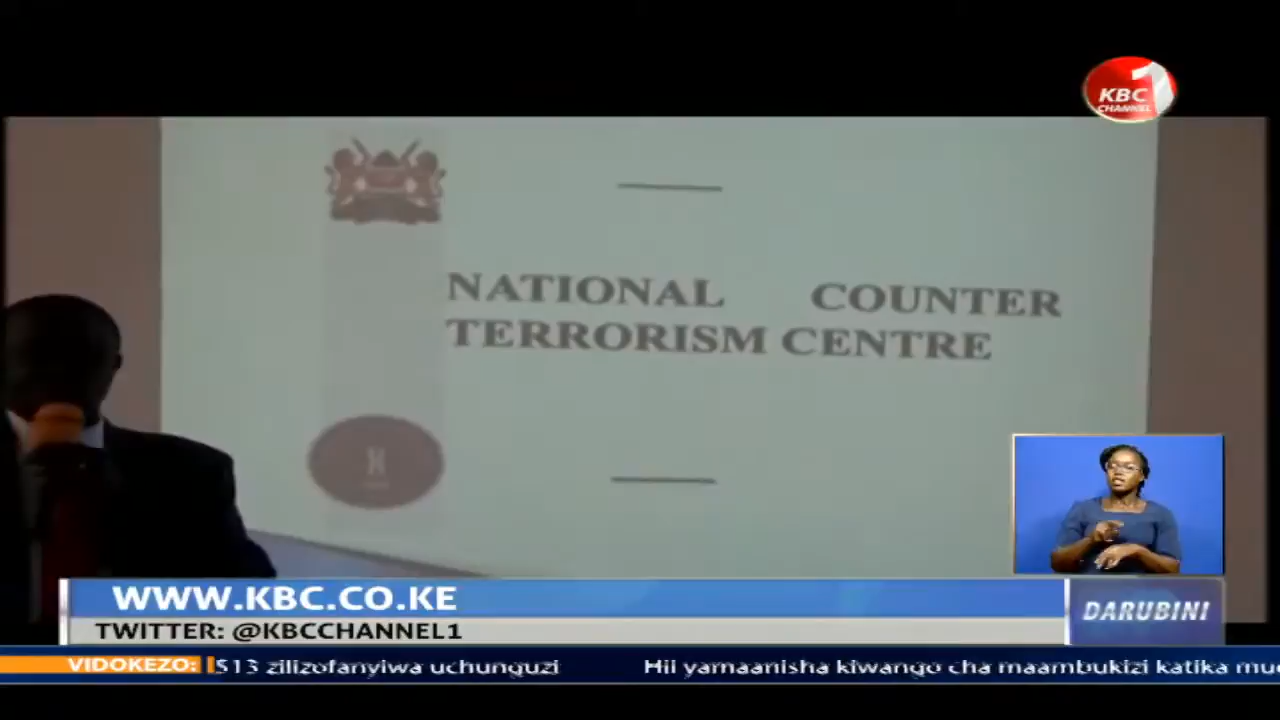 KBC 1
CHANNEL
NATIONAL COUNTER
TERRORISM CENTRE
WWW.KBC.CO.KE
TWITTER: @KBCCHANNEL1
DARUBINI
VIDOKEZO: 513 zilizofanyiwa uchunguzi Hii yamaanisha kiwango cha maambukizi katika